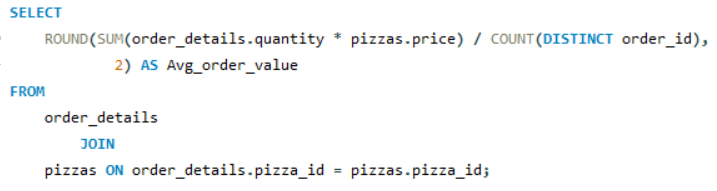 SELECT
ROUND(SUM(order_details.quantity * pizzas.price) / COUNT(DISTINCT order_id),
2) AS Avg_order_value
FROM
order_details
JOIN
pizzas ON order_details.pizza_id = pizzas.pizza_id;